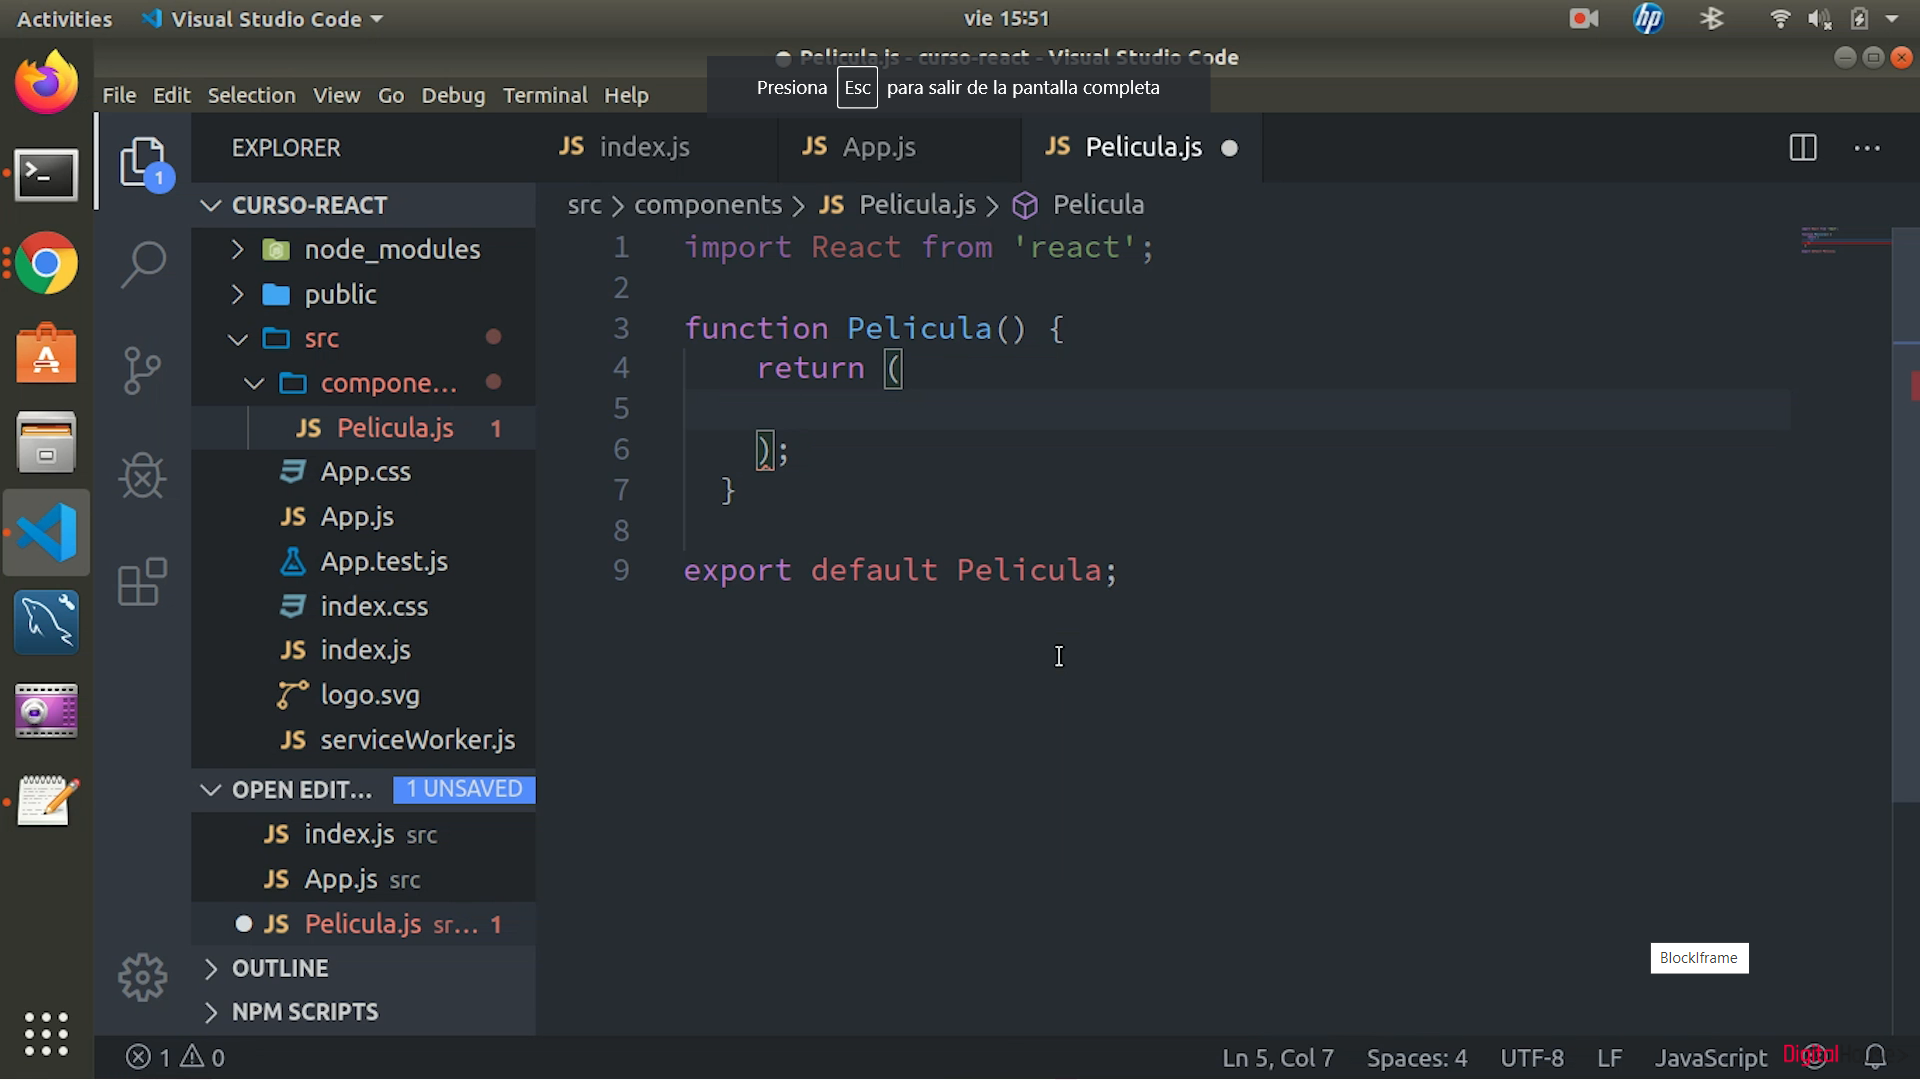 Activities Visual Studio Code vie 15:51
Pelicula.js - curso-react - Visual Studio Code
Presiona Esc para salir de la pantalla completa
File Edit Selection View Go Debug Terminal Help
1 EXPLORER JS index.js JS App.js JS Pelicula.js
CURSO-REACT
src > components > JS Pelicula.js > Pelicula
node_modules
public
src
compone...
JS Pelicula.js 1
App.css
JS App.js
App.test.js
index.css
JS index.js
logo.svg
JS serviceWorker.js
1 import React from 'react';
2
3 function Pelicula() {
4 return (
5
6 );
7 }
8
9 export default Pelicula;
OPEN EDIT... 1 UNSAVED
JS index.js src
JS App.js src
JS Pelicula.js sr... 1
OUTLINE
NPM SCRIPTS
BlockIframe
1 0 Ln 5, Col 7 Spaces: 4 UTF-8 LF JavaScript
Digital